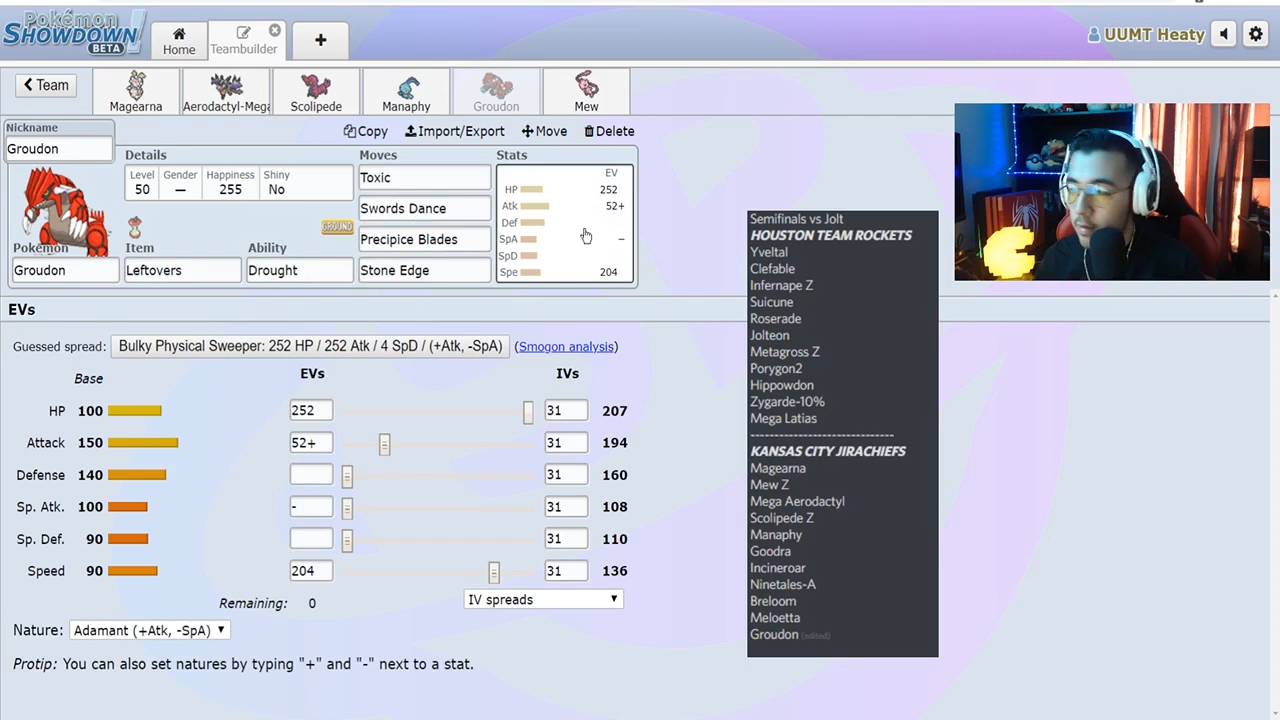 Pokémon
SHOWDOWN!
BETA
Home
Teambuilder
+
UUMT Heaty
Team
Magearna
Aerodactyl-Mega
Scolipede
Manaphy
Groudon
Mew
Nickname
Groudon
Copy
Import/Export
Move
Delete
Details
Level
50
Gender
—
Happiness
255
Shiny
No
GROUND
Pokémon
Groudon
Item
Leftovers
Ability
Drought
Moves
Toxic
Swords Dance
Precipice Blades
Stone Edge
Stats
EV
HP 252
Atk 52+
Def
SpA –
SpD
Spe 204
EVs
Guessed spread: Bulky Physical Sweeper: 252 HP / 252 Atk / 4 SpD / (+Atk, -SpA) (Smogon analysis)
Base EVs IVs
HP 100 252 31 207
Attack 150 52+ 31 194
Defense 140 31 160
Sp. Atk. 100 - 31 108
Sp. Def. 90 31 110
Speed 90 204 31 136
Remaining: 0
IV spreads
Nature: Adamant (+Atk, -SpA)
Protip: You can also set natures by typing "+" and "-" next to a stat.
Semifinals vs Jolt
HOUSTON TEAM ROCKETS
Yveltal
Clefable
Infernape Z
Suicune
Roserade
Jolteon
Metagross Z
Porygon2
Hippowdon
Zygarde-10%
Mega Latias
-----------------------------
KANSAS CITY JIRACHIEFS
Magearna
Mew Z
Mega Aerodactyl
Scolipede Z
Manaphy
Goodra
Incineroar
Ninetales-A
Breloom
Meloetta
Groudon (edited)